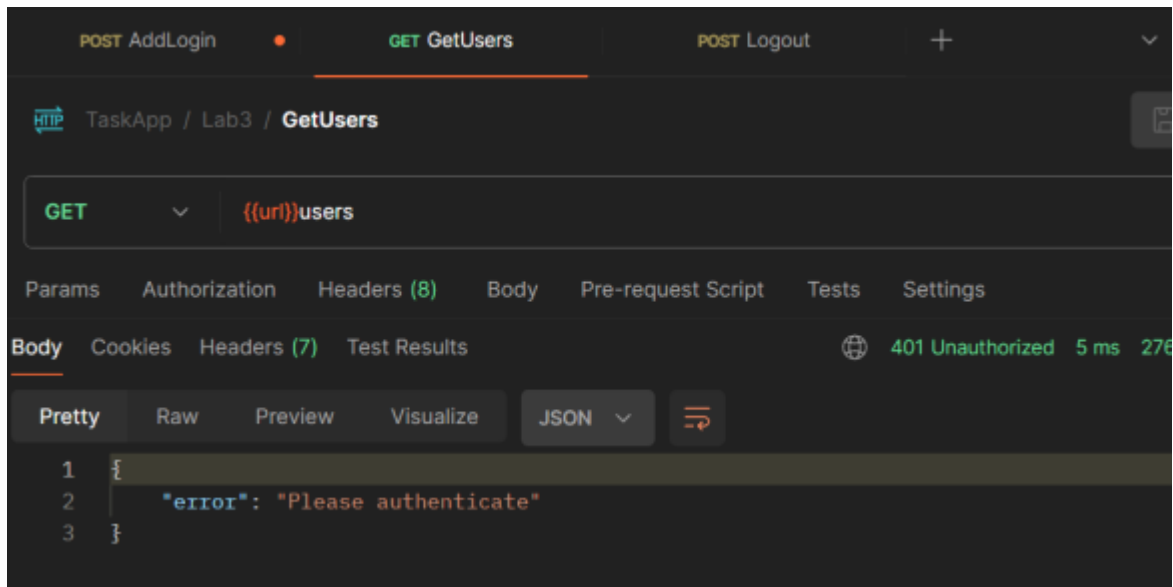 POST AddLogin GET GetUsers POST Logout
HTTP TaskApp / Lab3 / GetUsers
GET {{url}}users
Params Authorization Headers (8) Body Pre-request Script Tests Settings
Body Cookies Headers (7) Test Results 401 Unauthorized 5 ms 276
Pretty Raw Preview Visualize JSON
1 {
2 "error": "Please authenticate"
3 }